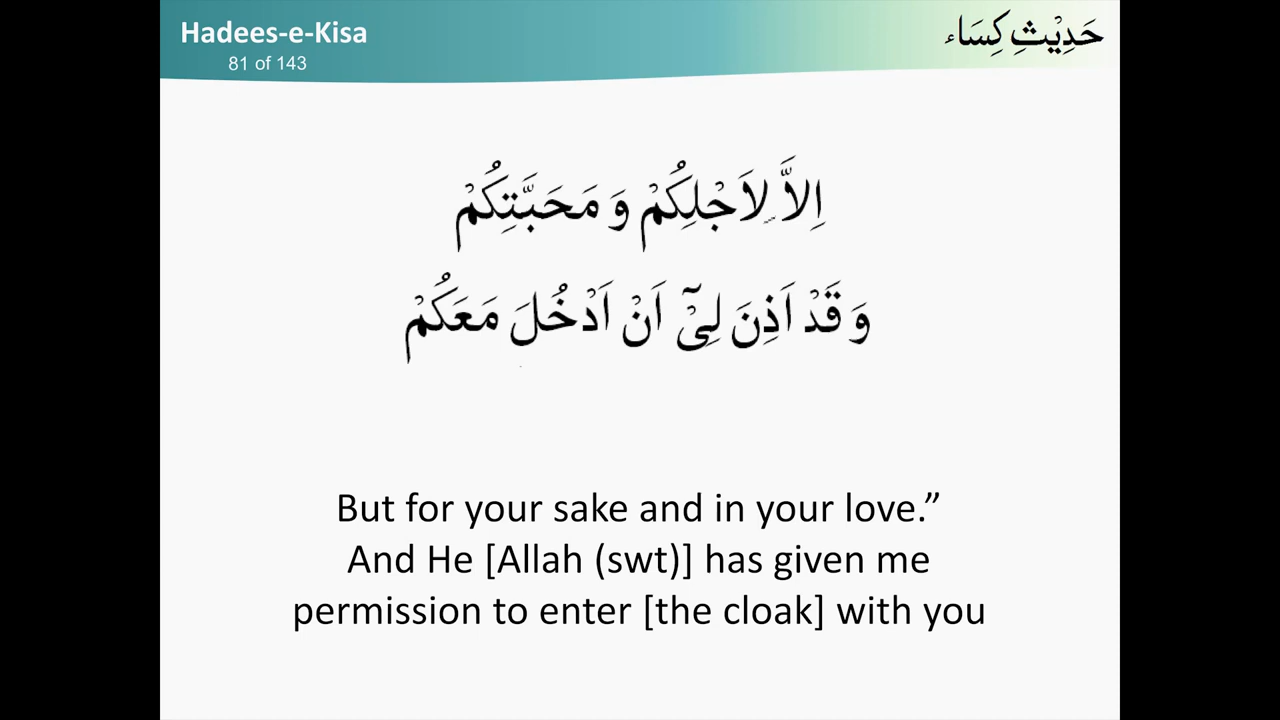 Hadees-e-Kisa
حَدِيْثِ كِسَاء
81 of 143
اِلاَّ لِاَجْلِكُمْ وَ مَحَبَّتِكُمْ
وَ قَدْ اَذِنَ لِیْۤ اَنْ اَدْخُلَ مَعَكُمْ
But for your sake and in your love.”
And He [Allah (swt)] has given me
permission to enter [the cloak] with you